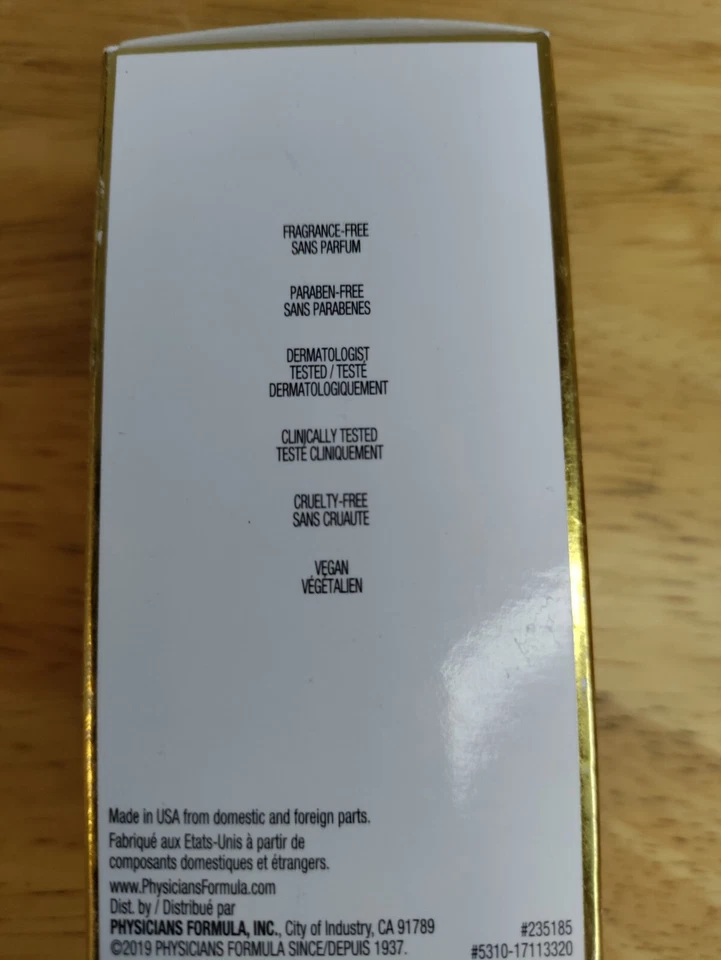 FRAGRANCE-FREE
SANS PARFUM
PARABEN-FREE
SANS PARABENES
DERMATOLOGIST
TESTED / TESTÉ
DERMATOLOGIQUEMENT
CLINICALLY TESTED
TESTÉ CLINIQUEMENT
CRUELTY-FREE
SANS CRUAUTE
VEGAN
VÉGÉTALIEN
Made in USA from domestic and foreign parts.
Fabriqué aux Etats-Unis à partir de
composants domestiques et étrangers.
www.PhysiciansFormula.com
Dist. by / Distribué par
PHYSICIANS FORMULA, INC., City of Industry, CA 91789 #235185
©2019 PHYSICIANS FORMULA SINCE/DEPUIS 1937. #5310-17113320